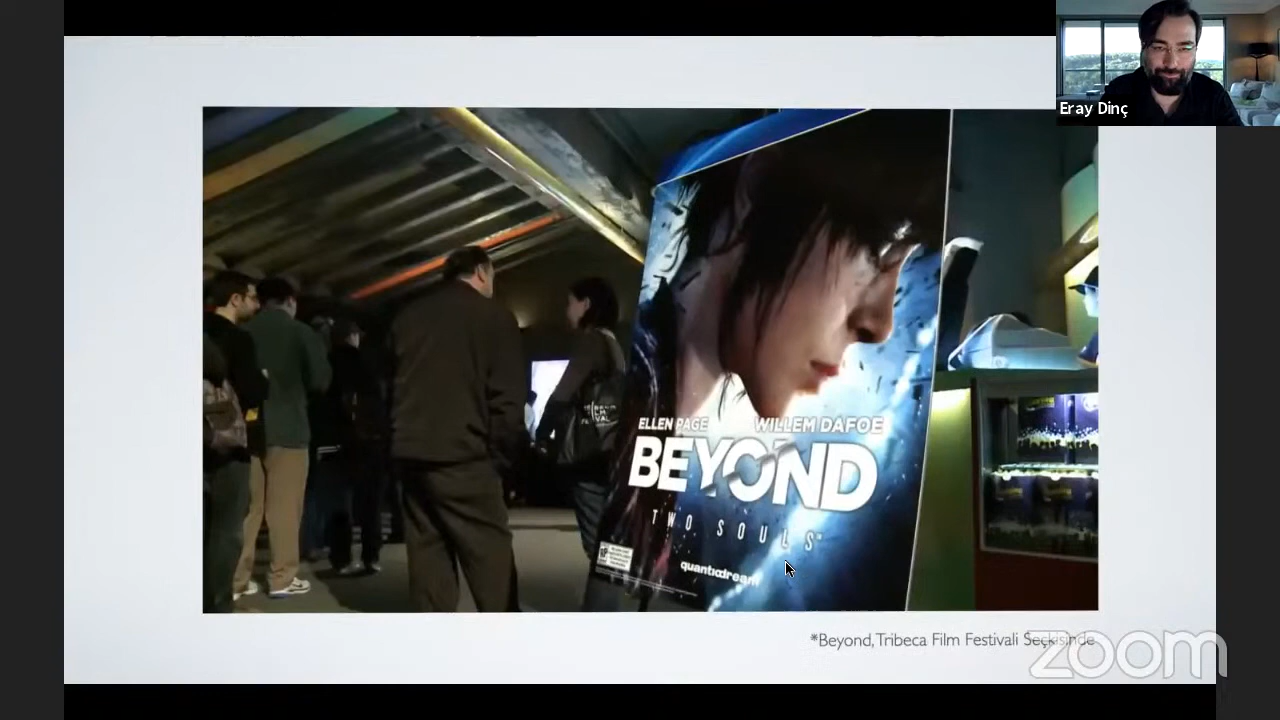 Eray Dinç
ELLEN PAGE WILLEM DAFOE
BEYOND
TWO SOULS
quanticdream
*Beyond, Tribeca Film Festivali Seçkisinde
zoom